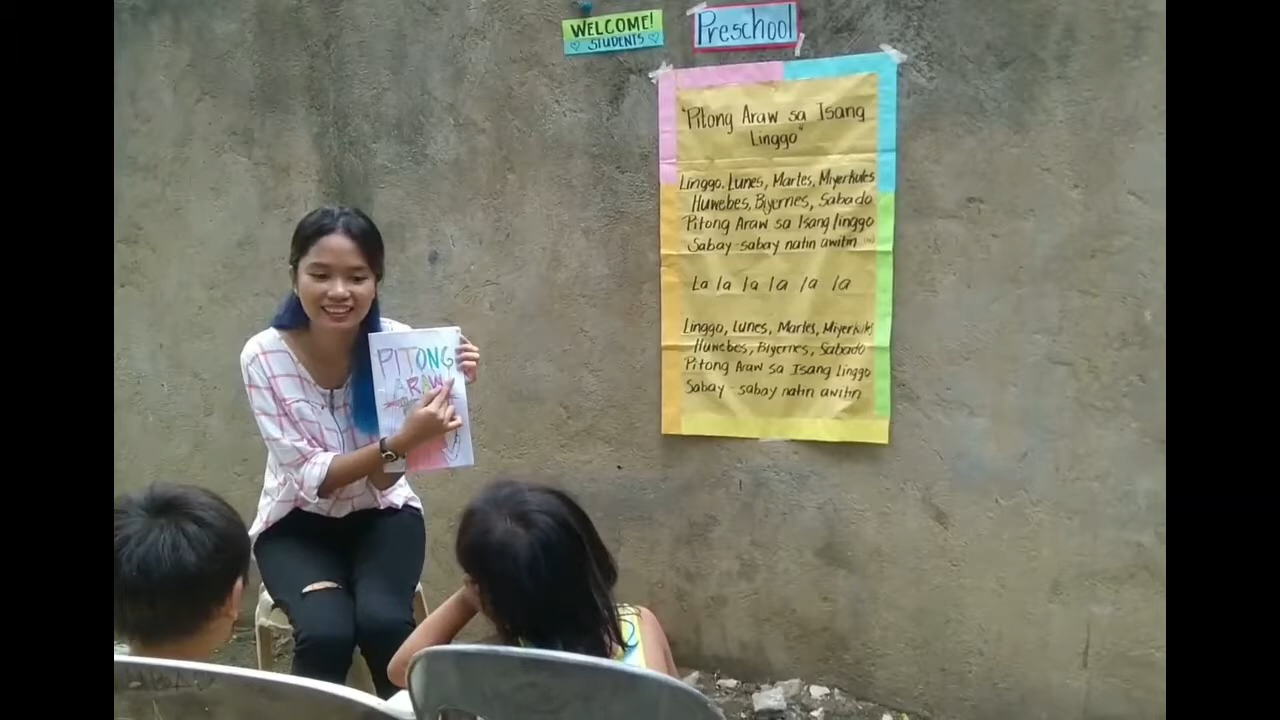 WELCOME!
STUDENTS
Preschool
"Pitong Araw sa Isang
Linggo"
Linggo, Lunes, Martes, Miyerkules
Huwebes, Biyernes, Sabado
Pitong Araw sa Isang linggo
Sabay-sabay natin awitin
La la la la la la
Linggo, Lunes, Martes, Miyerkules
Huwebes, Biyernes, Sabado
Pitong Araw sa Isang Linggo
Sabay-sabay natin awitin
PITONG
ARAW